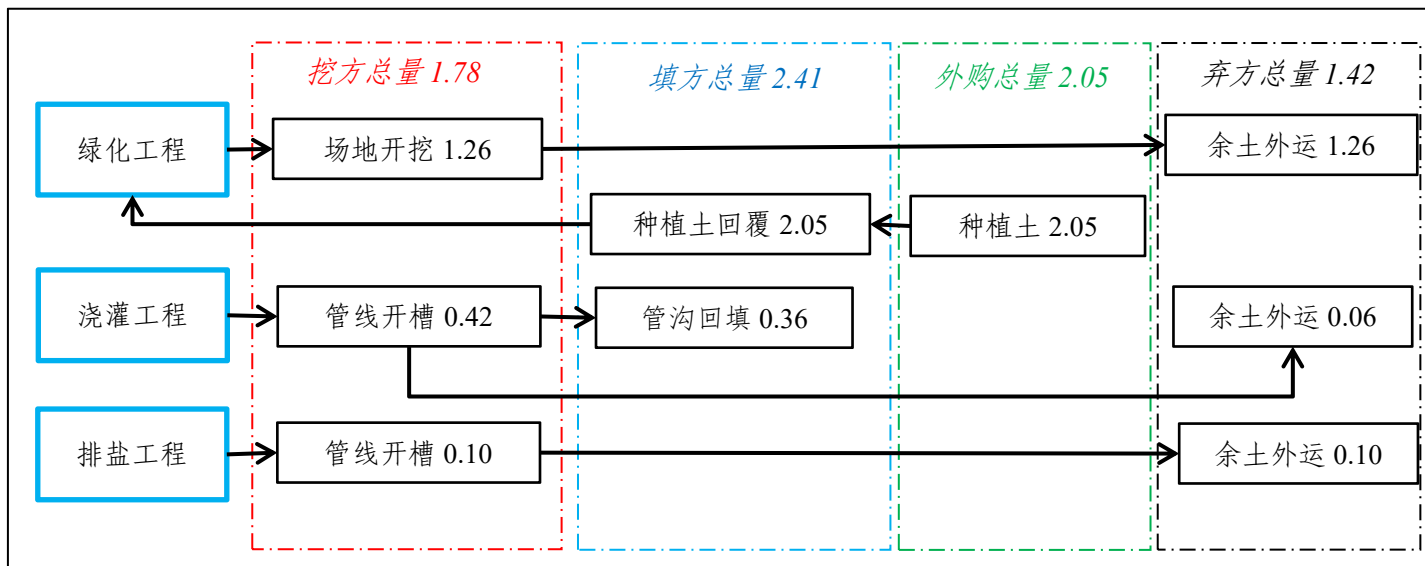 挖方总量 1.78
填方总量 2.41
外购总量 2.05
弃方总量 1.42
绿化工程
场地开挖 1.26
余土外运 1.26
种植土回覆 2.05
种植土 2.05
浇灌工程
管线开槽 0.42
管沟回填 0.36
余土外运 0.06
排盐工程
管线开槽 0.10
余土外运 0.10